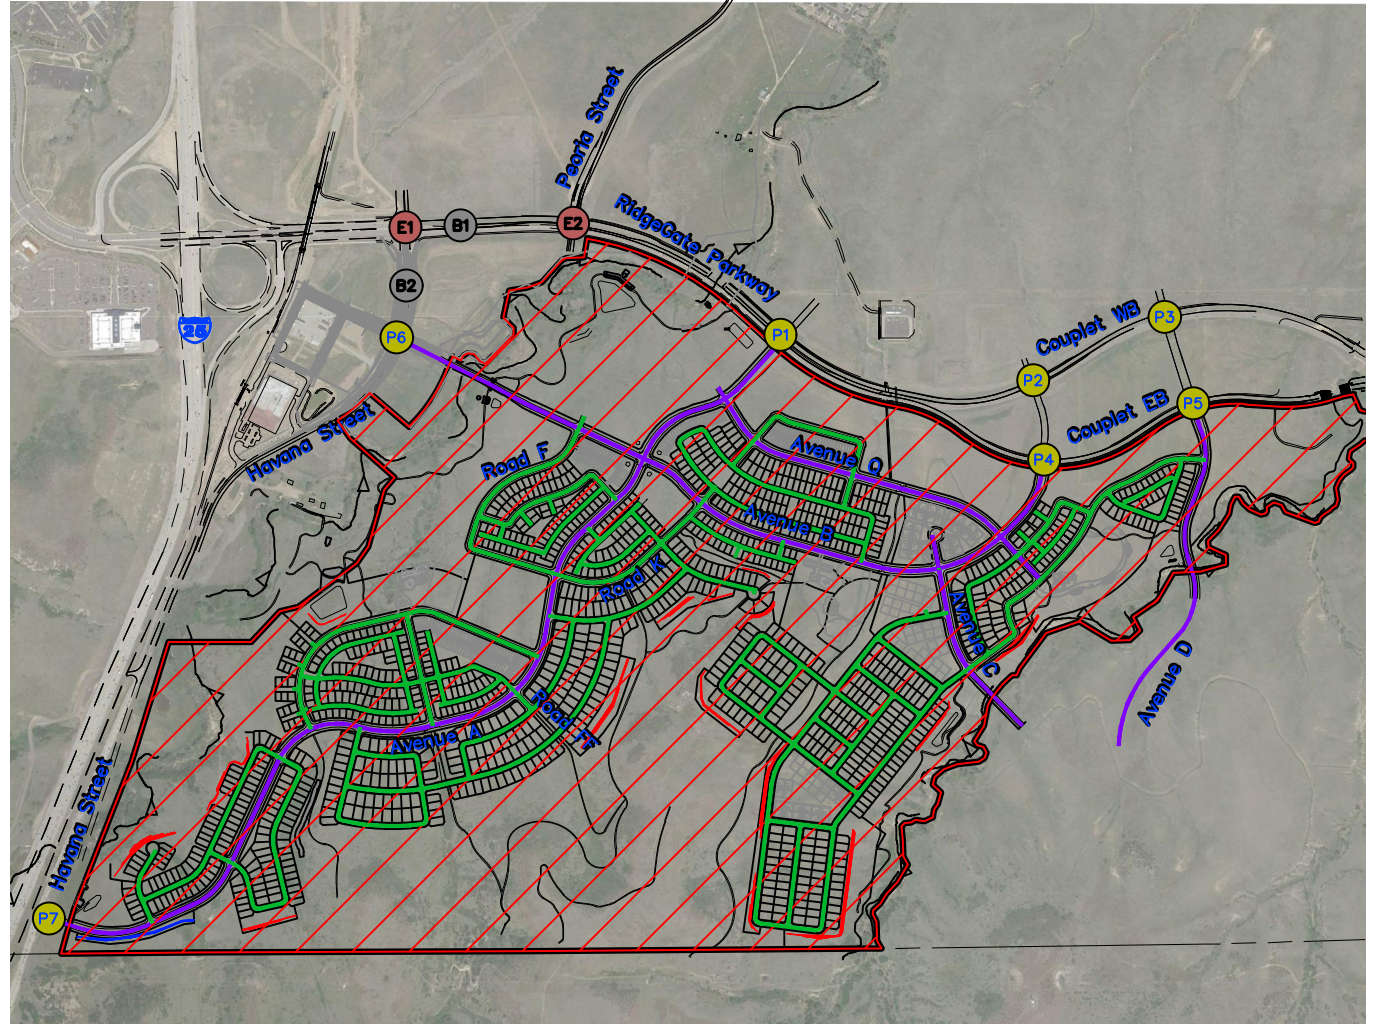 Peoria Street
RidgeGate Parkway
E1
B1
E2
B2
25
P6
P1
Couplet WB
P3
P2
Couplet EB
P5
Havana Street
Road F
Avenue Q
P4
Avenue B
Road K
Avenue C
Avenue D
Road FF
Avenue A
Havana Street
P7